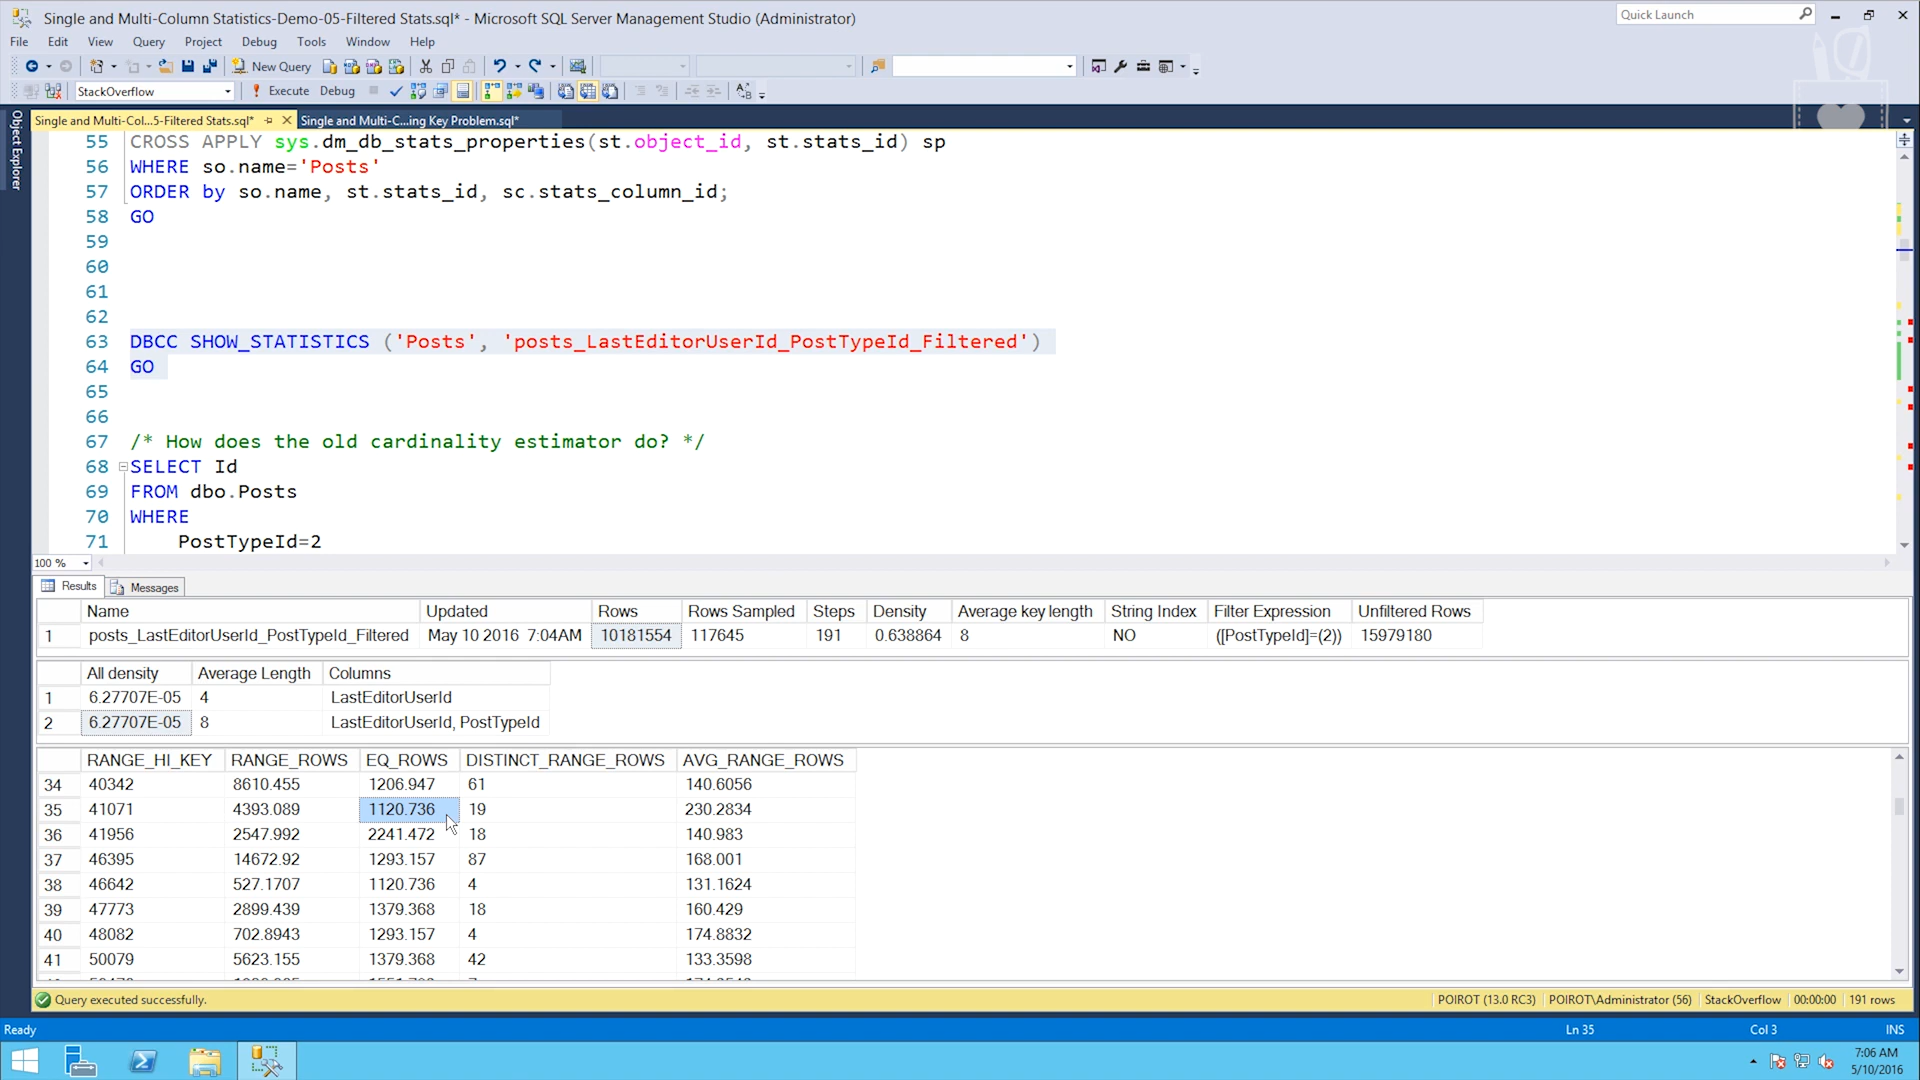 Single and Multi-Column Statistics-Demo-05-Filtered Stats.sql* - Microsoft SQL Server Management Studio (Administrator)
Quick Launch
File Edit View Query Project Debug Tools Window Help
New Query
StackOverflow Execute Debug
Object Explorer
Single and Multi-Col...5-Filtered Stats.sql* Single and Multi-C...ing Key Problem.sql*
55 CROSS APPLY sys.dm_db_stats_properties(st.object_id, st.stats_id) sp
56 WHERE so.name='Posts'
57 ORDER by so.name, st.stats_id, sc.stats_column_id;
58 GO
59
60
61
62
63 DBCC SHOW_STATISTICS ('Posts', 'posts_LastEditorUserId_PostTypeId_Filtered')
64 GO
65
66
67 /* How does the old cardinality estimator do? */
68 SELECT Id
69 FROM dbo.Posts
70 WHERE
71 PostTypeId=2
100 %
Results Messages
Name Updated Rows Rows Sampled Steps Density Average key length String Index Filter Expression Unfiltered Rows
1 posts_LastEditorUserId_PostTypeId_Filtered May 10 2016 7:04AM 10181554 117645 191 0.638864 8 NO ([PostTypeId]=(2)) 15979180
All density Average Length Columns
1 6.27707E-05 4 LastEditorUserId
2 6.27707E-05 8 LastEditorUserId, PostTypeId
RANGE_HI_KEY RANGE_ROWS EQ_ROWS DISTINCT_RANGE_ROWS AVG_RANGE_ROWS
34 40342 8610.455 1206.947 61 140.6056
35 41071 4393.089 1120.736 19 230.2834
36 41956 2547.992 2241.472 18 140.983
37 46395 14672.92 1293.157 87 168.001
38 46642 527.1707 1120.736 4 131.1624
39 47773 2899.439 1379.368 18 160.429
40 48082 702.8943 1293.157 4 174.8832
41 50079 5623.155 1379.368 42 133.3598
Query executed successfully. POIROT (13.0 RC3) POIROT\Administrator (56) StackOverflow 00:00:00 191 rows
Ready Ln 35 Col 3 INS
7:06 AM
5/10/2016